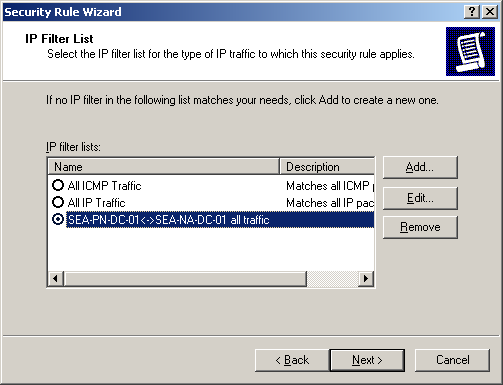 Security Rule Wizard
IP Filter List
Select the IP filter list for the type of IP traffic to which this security rule applies.
If no IP filter in the following list matches your needs, click Add to create a new one.
IP filter lists:
Name Description
All ICMP Traffic Matches all ICMP p
All IP Traffic Matches all IP pac
SEA-PN-DC-01<->SEA-NA-DC-01 all traffic
Add...
Edit...
Remove
< Back Next > Cancel